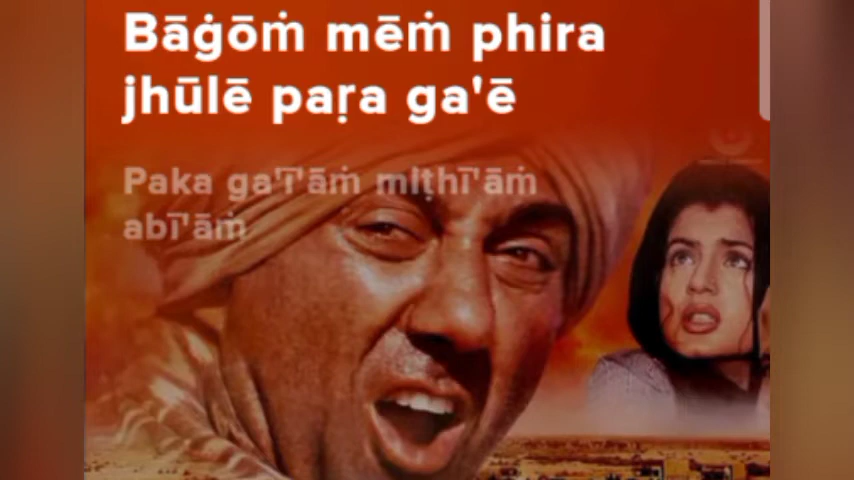 Bāġōṁ mēṁ phira
jhūlē paṛa ga'ē
Paka ga'ī'āṁ miṭhī'āṁ
abī'āṁ